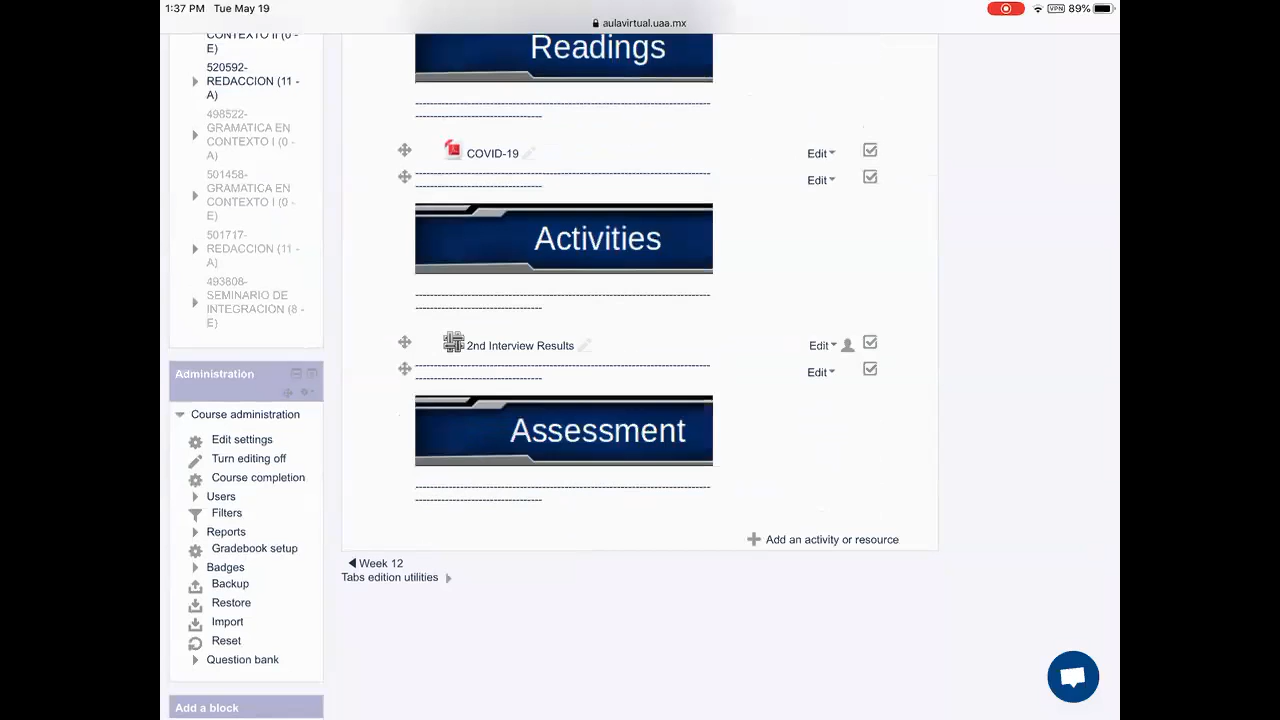 1:37 PM Tue May 19
89%
VPN
aulavirtual.uaa.mx
CONTEXTO II (0 -
E)
520592-
REDACCION (11 -
A)
498522-
GRAMATICA EN
CONTEXTO I (0 -
A)
501458-
GRAMATICA EN
CONTEXTO I (0 -
E)
501717-
REDACCION (11 -
A)
493808-
SEMINARIO DE
INTEGRACION (8 -
E)
Administration
Course administration
Edit settings
Turn editing off
Course completion
Users
Filters
Reports
Gradebook setup
Badges
Backup
Restore
Import
Reset
Question bank
Add a block
Readings
COVID-19
Edit
Edit
Activities
2nd Interview Results
Edit
Edit
Assessment
Add an activity or resource
Week 12
Tabs edition utilities